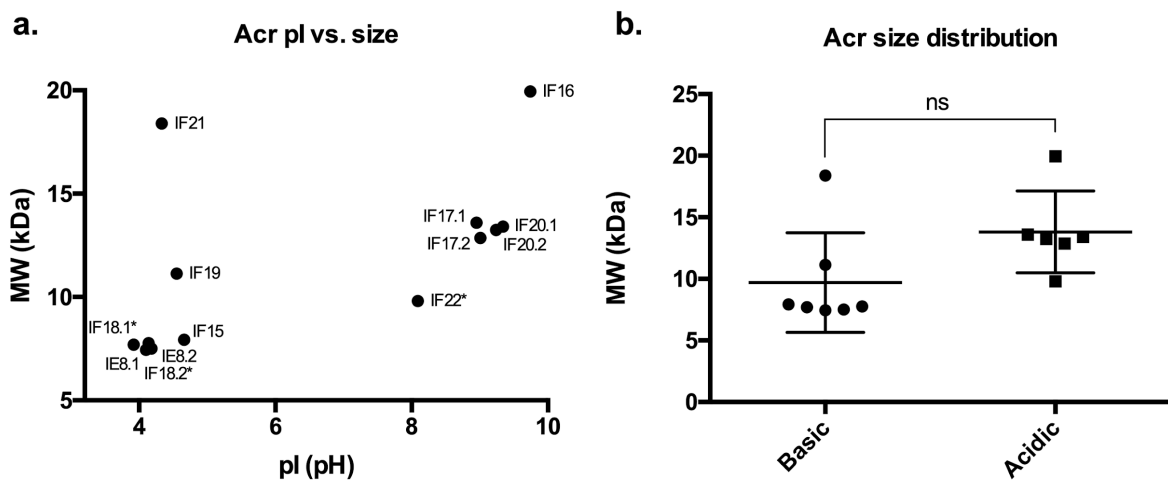 a.
Acr pI vs. size
MW (kDa)
20
15
10
5
4
6
8
10
pI (pH)
IF16
IF21
IF17.1
IF20.1
IF17.2
IF20.2
IF19
IF22*
IF18.1*
IF15
IE8.1
IE8.2
IF18.2*
b.
Acr size distribution
MW (kDa)
25
20
15
10
5
0
ns
Basic
Acidic